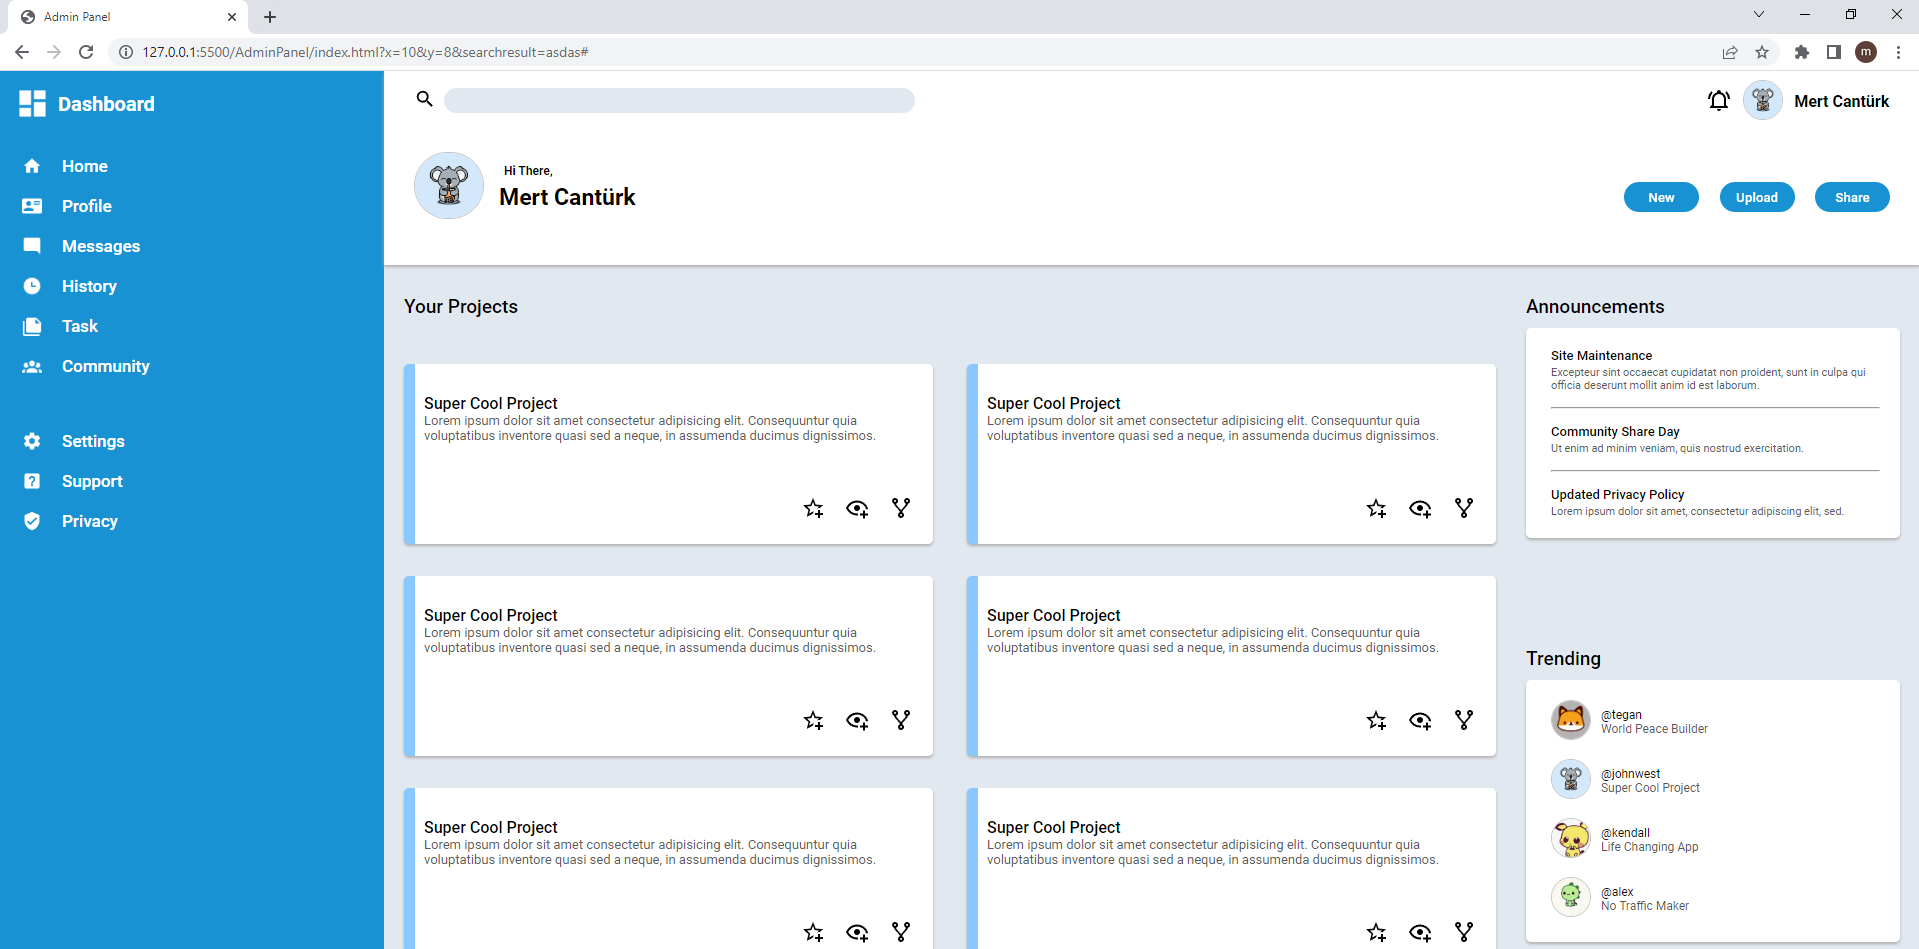 Admin Panel
127.0.0.1:5500/AdminPanel/index.html?x=10&y=8&searchresult=asdas#
m
Dashboard
Home
Profile
Messages
History
Task
Community
Settings
Support
Privacy
Mert Cantürk
Hi There,
Mert Cantürk
New
Upload
Share
Your Projects
Super Cool Project
Lorem ipsum dolor sit amet consectetur adipisicing elit. Consequuntur quia
voluptatibus inventore quasi sed a neque, in assumenda ducimus dignissimos.
Super Cool Project
Lorem ipsum dolor sit amet consectetur adipisicing elit. Consequuntur quia
voluptatibus inventore quasi sed a neque, in assumenda ducimus dignissimos.
Super Cool Project
Lorem ipsum dolor sit amet consectetur adipisicing elit. Consequuntur quia
voluptatibus inventore quasi sed a neque, in assumenda ducimus dignissimos.
Super Cool Project
Lorem ipsum dolor sit amet consectetur adipisicing elit. Consequuntur quia
voluptatibus inventore quasi sed a neque, in assumenda ducimus dignissimos.
Super Cool Project
Lorem ipsum dolor sit amet consectetur adipisicing elit. Consequuntur quia
voluptatibus inventore quasi sed a neque, in assumenda ducimus dignissimos.
Super Cool Project
Lorem ipsum dolor sit amet consectetur adipisicing elit. Consequuntur quia
voluptatibus inventore quasi sed a neque, in assumenda ducimus dignissimos.
Announcements
Site Maintenance
Excepteur sint occaecat cupidatat non proident, sunt in culpa qui
officia deserunt mollit anim id est laborum.
Community Share Day
Ut enim ad minim veniam, quis nostrud exercitation.
Updated Privacy Policy
Lorem ipsum dolor sit amet, consectetur adipiscing elit, sed.
Trending
@tegan
World Peace Builder
@johnwest
Super Cool Project
@kendall
Life Changing App
@alex
No Traffic Maker